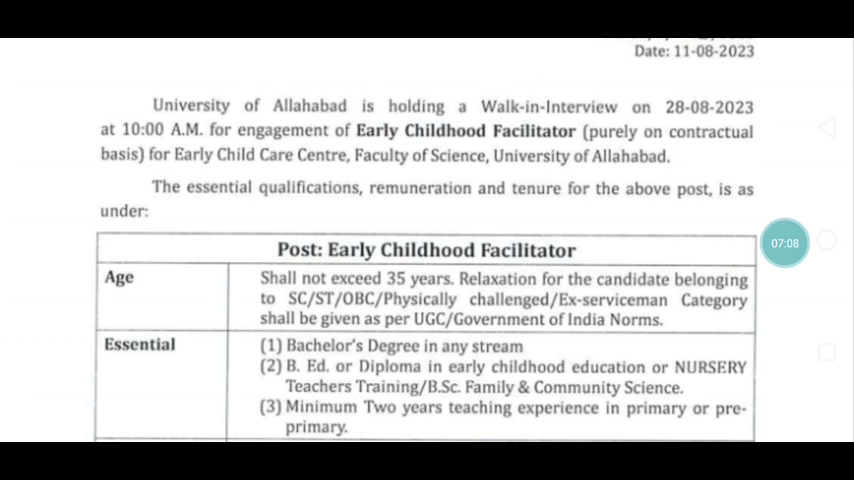 Date: 11-08-2023
University of Allahabad is holding a Walk-in-Interview on 28-08-2023
at 10:00 A.M. for engagement of Early Childhood Facilitator (purely on contractual
basis) for Early Child Care Centre, Faculty of Science, University of Allahabad.
The essential qualifications, remuneration and tenure for the above post, is as
under:
Post: Early Childhood Facilitator
Age
Shall not exceed 35 years. Relaxation for the candidate belonging
to SC/ST/OBC/Physically challenged/Ex-serviceman Category
shall be given as per UGC/Government of India Norms.
Essential
(1) Bachelor's Degree in any stream
(2) B. Ed. or Diploma in early childhood education or NURSERY
Teachers Training/B.Sc. Family & Community Science.
(3) Minimum Two years teaching experience in primary or pre-
primary.
07:08